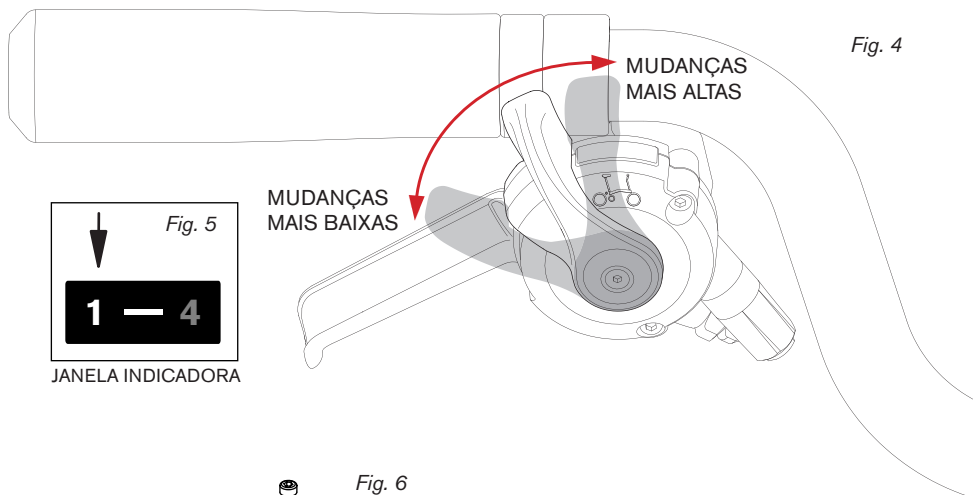 Fig. 4
MUDANÇAS
MAIS ALTAS
MUDANÇAS
MAIS BAIXAS
Fig. 5
1 — 4
JANELA INDICADORA
Fig. 6